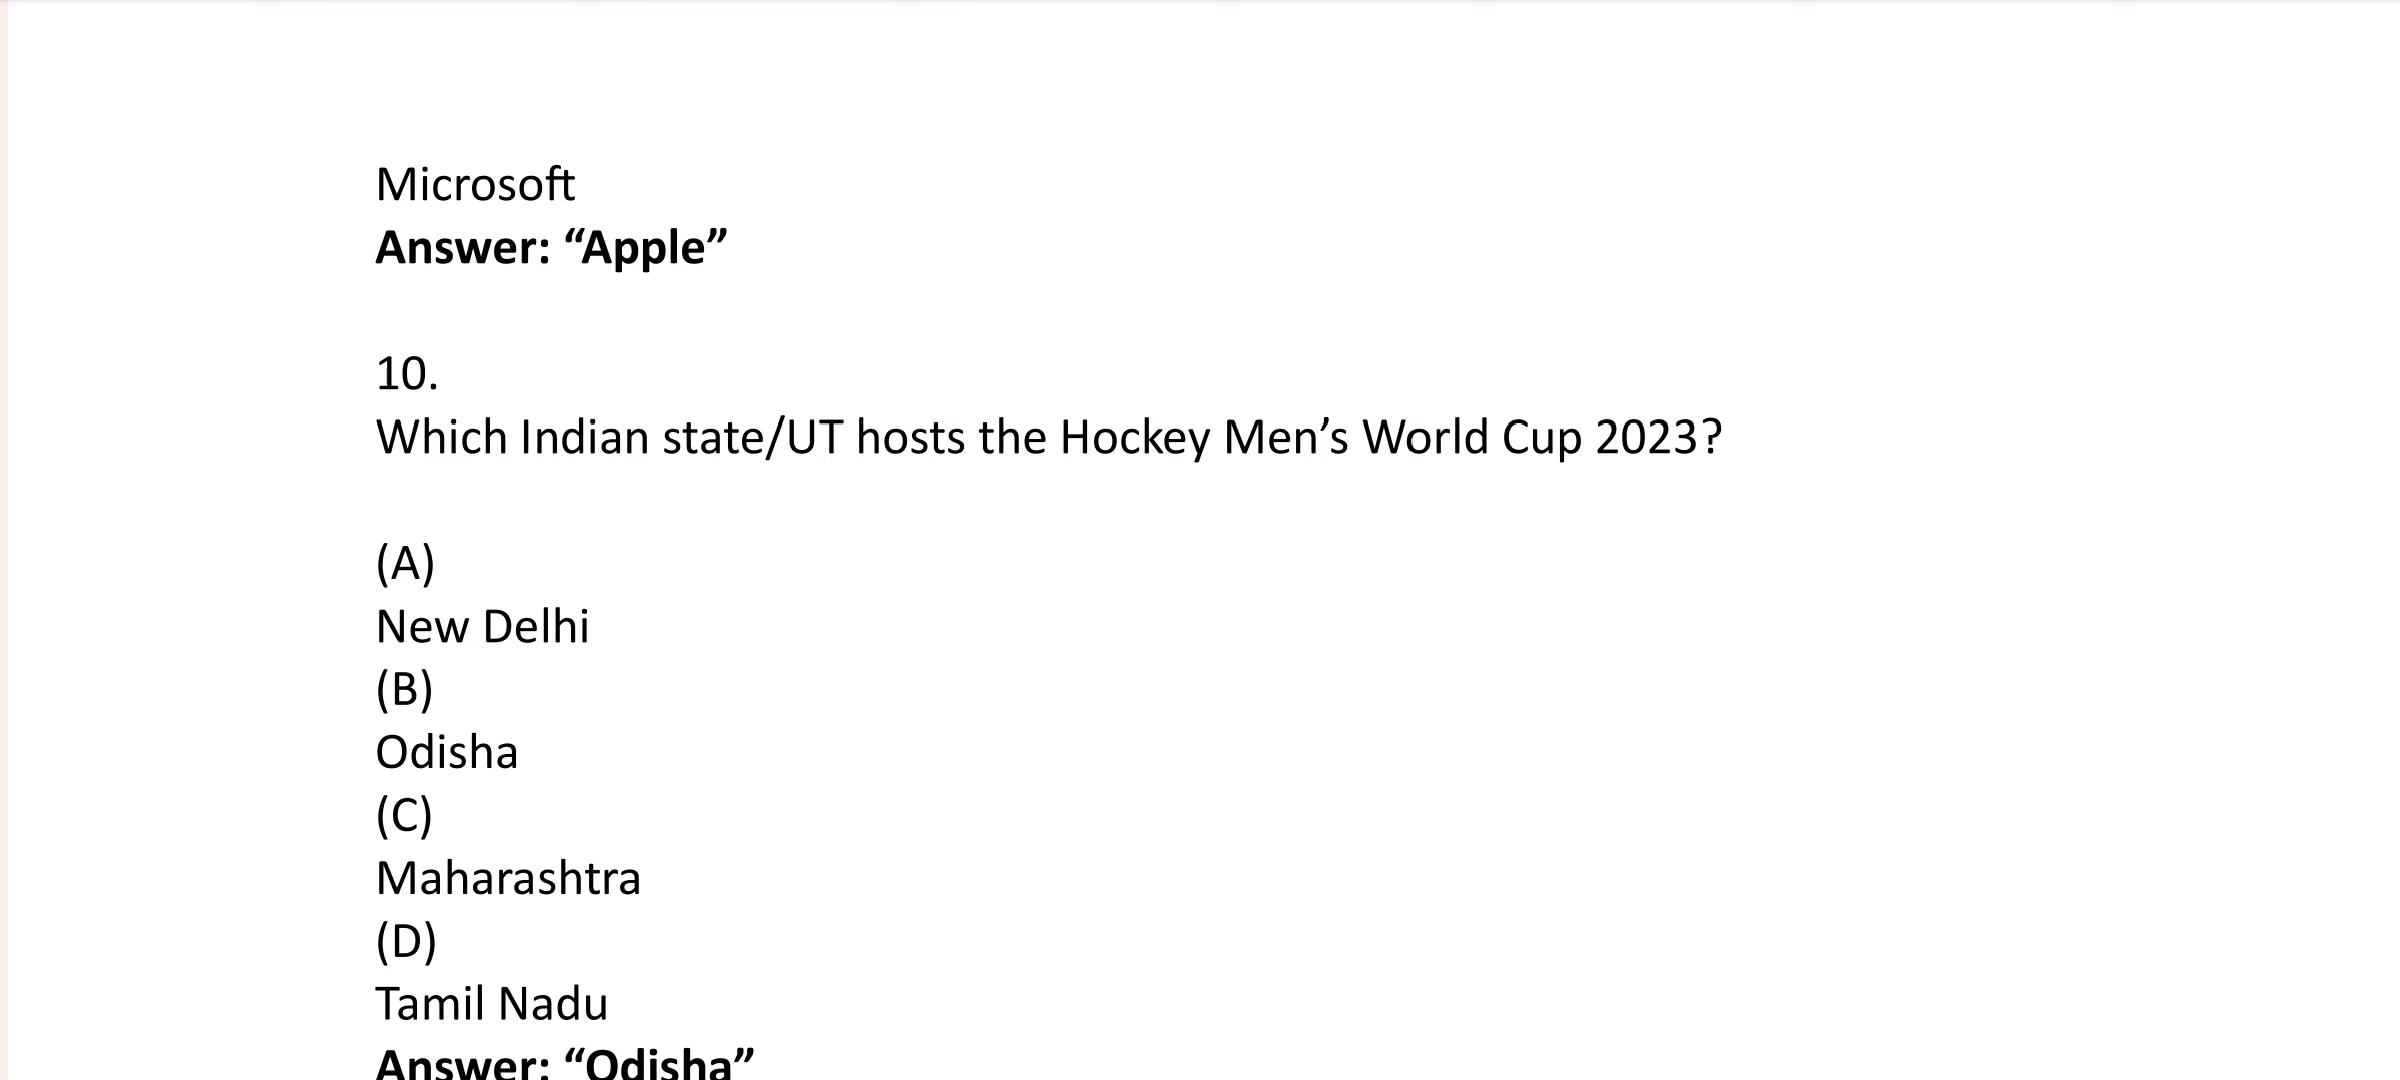 Microsoft
Answer: “Apple”
10.
Which Indian state/UT hosts the Hockey Men’s World Cup 2023?
(A)
New Delhi
(B)
Odisha
(C)
Maharashtra
(D)
Tamil Nadu
Answer: “Odisha”